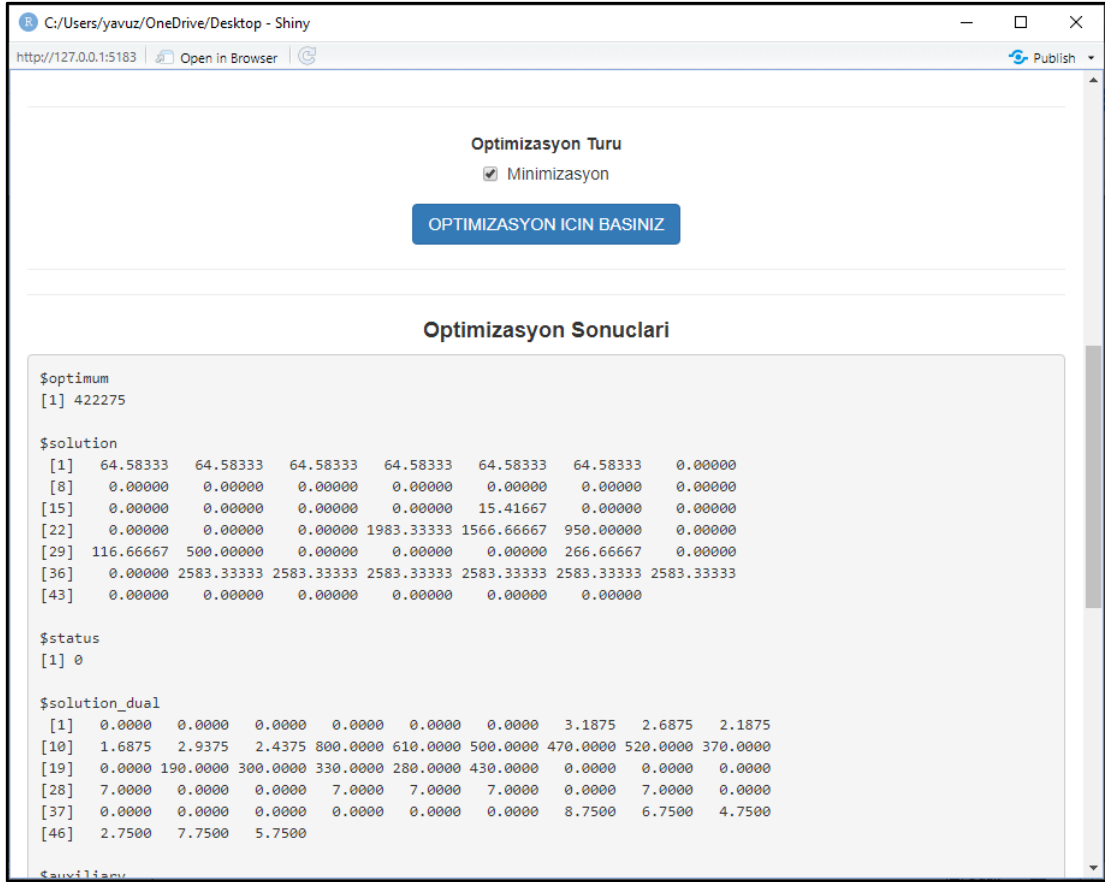 C:/Users/yavuz/OneDrive/Desktop - Shiny
http://127.0.0.1:5183 Open in Browser Publish
Optimizasyon Turu
Minimizasyon
OPTIMIZASYON ICIN BASINIZ
Optimizasyon Sonuclari
$optimum
[1] 422275
$solution
[1] 64.58333 64.58333 64.58333 64.58333 64.58333 64.58333 0.00000
[8] 0.00000 0.00000 0.00000 0.00000 0.00000 0.00000 0.00000
[15] 0.00000 0.00000 0.00000 0.00000 15.41667 0.00000 0.00000
[22] 0.00000 0.00000 0.00000 1983.33333 1566.66667 950.00000 0.00000
[29] 116.66667 500.00000 0.00000 0.00000 0.00000 266.66667 0.00000
[36] 0.00000 2583.33333 2583.33333 2583.33333 2583.33333 2583.33333 2583.33333
[43] 0.00000 0.00000 0.00000 0.00000 0.00000 0.00000
$status
[1] 0
$solution_dual
[1] 0.0000 0.0000 0.0000 0.0000 0.0000 0.0000 3.1875 2.6875 2.1875
[10] 1.6875 2.9375 2.4375 800.0000 610.0000 500.0000 470.0000 520.0000 370.0000
[19] 0.0000 190.0000 300.0000 330.0000 280.0000 430.0000 0.0000 0.0000 0.0000
[28] 7.0000 0.0000 0.0000 7.0000 7.0000 7.0000 0.0000 7.0000 0.0000
[37] 0.0000 0.0000 0.0000 0.0000 0.0000 0.0000 8.7500 6.7500 4.7500
[46] 2.7500 7.7500 5.7500
$auxiliary